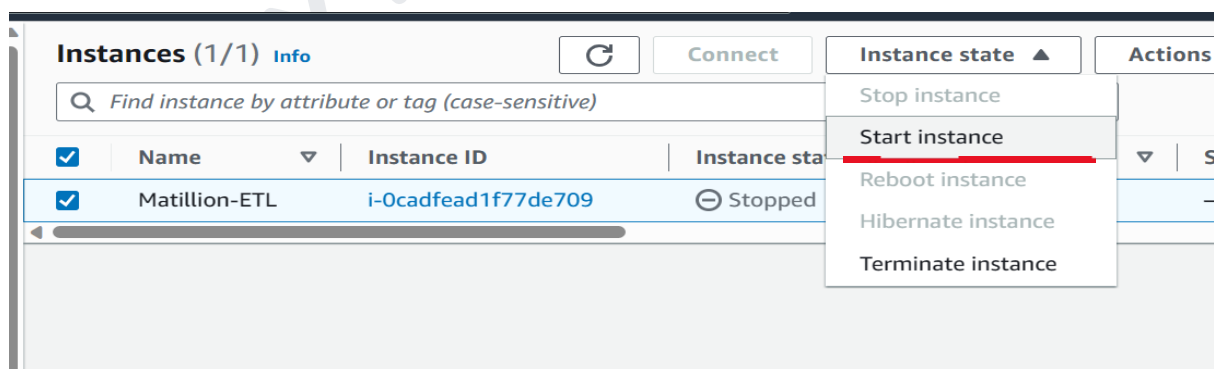 Instances (1/1) Info
Connect
Instance state
Actions
Find instance by attribute or tag (case-sensitive)
Stop instance
Start instance
Name
Instance ID
Instance sta
Reboot instance
Matillion-ETL
i-0cadfead1f77de709
Stopped
Hibernate instance
Terminate instance